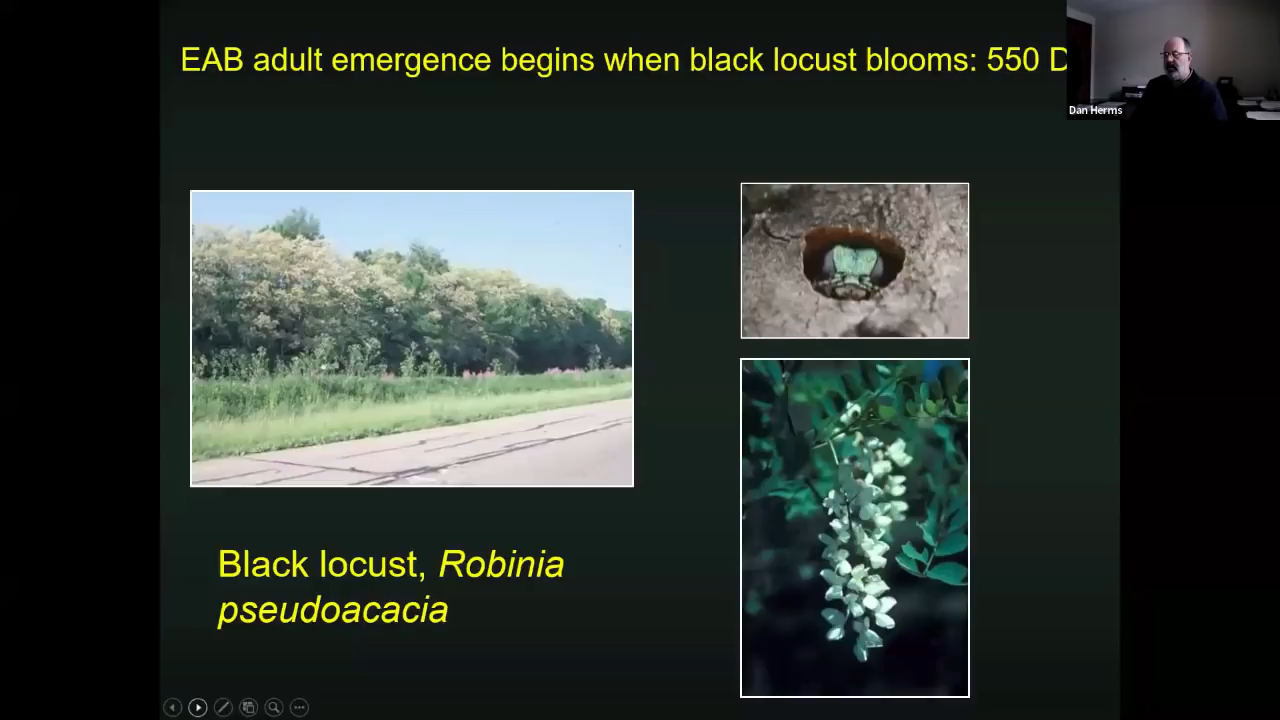 EAB adult emergence begins when black locust blooms: 550 D
Dan Herms
Black locust, Robinia
pseudoacacia